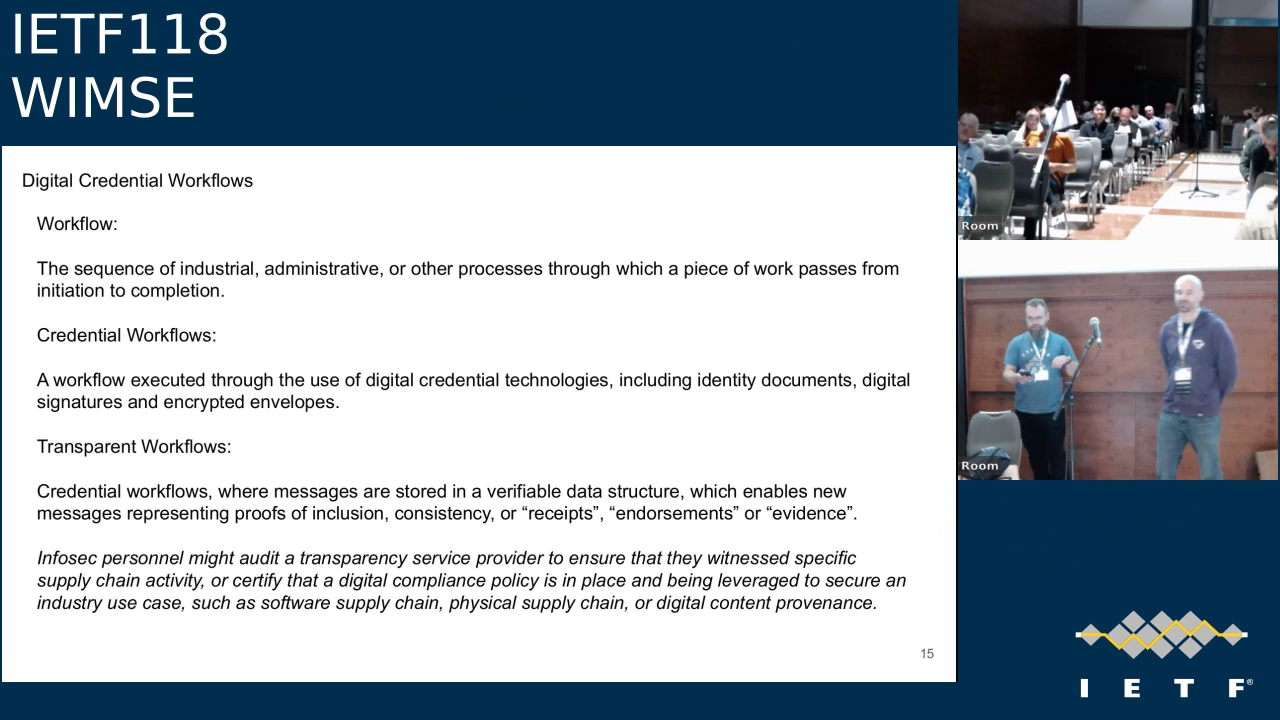 IETF118
WIMSE
Digital Credential Workflows
Workflow:
The sequence of industrial, administrative, or other processes through which a piece of work passes from
initiation to completion.
Credential Workflows:
A workflow executed through the use of digital credential technologies, including identity documents, digital
signatures and encrypted envelopes.
Transparent Workflows:
Credential workflows, where messages are stored in a verifiable data structure, which enables new
messages representing proofs of inclusion, consistency, or “receipts”, “endorsements” or “evidence”.
Infosec personnel might audit a transparency service provider to ensure that they witnessed specific
supply chain activity, or certify that a digital compliance policy is in place and being leveraged to secure an
industry use case, such as software supply chain, physical supply chain, or digital content provenance.
15
Room
Room
I E T F®